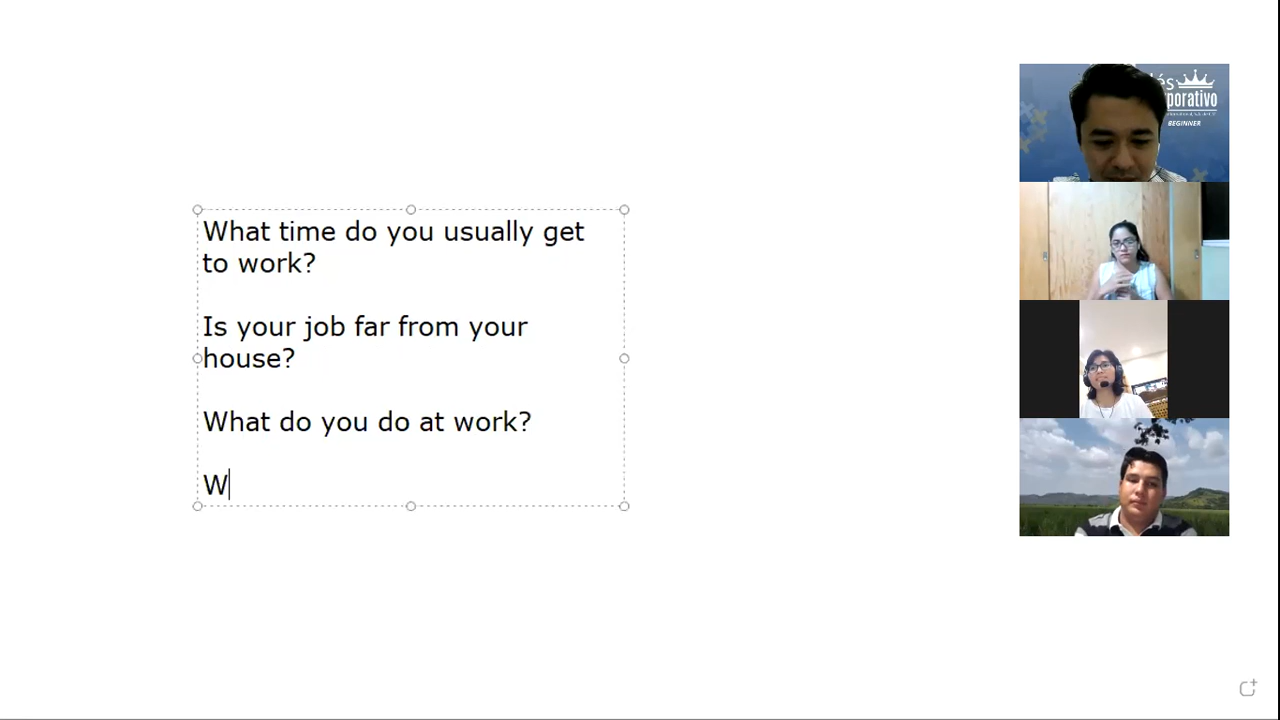 What time do you usually get
to work?
Is your job far from your
house?
What do you do at work?
W
és
porativo
BEGINNER